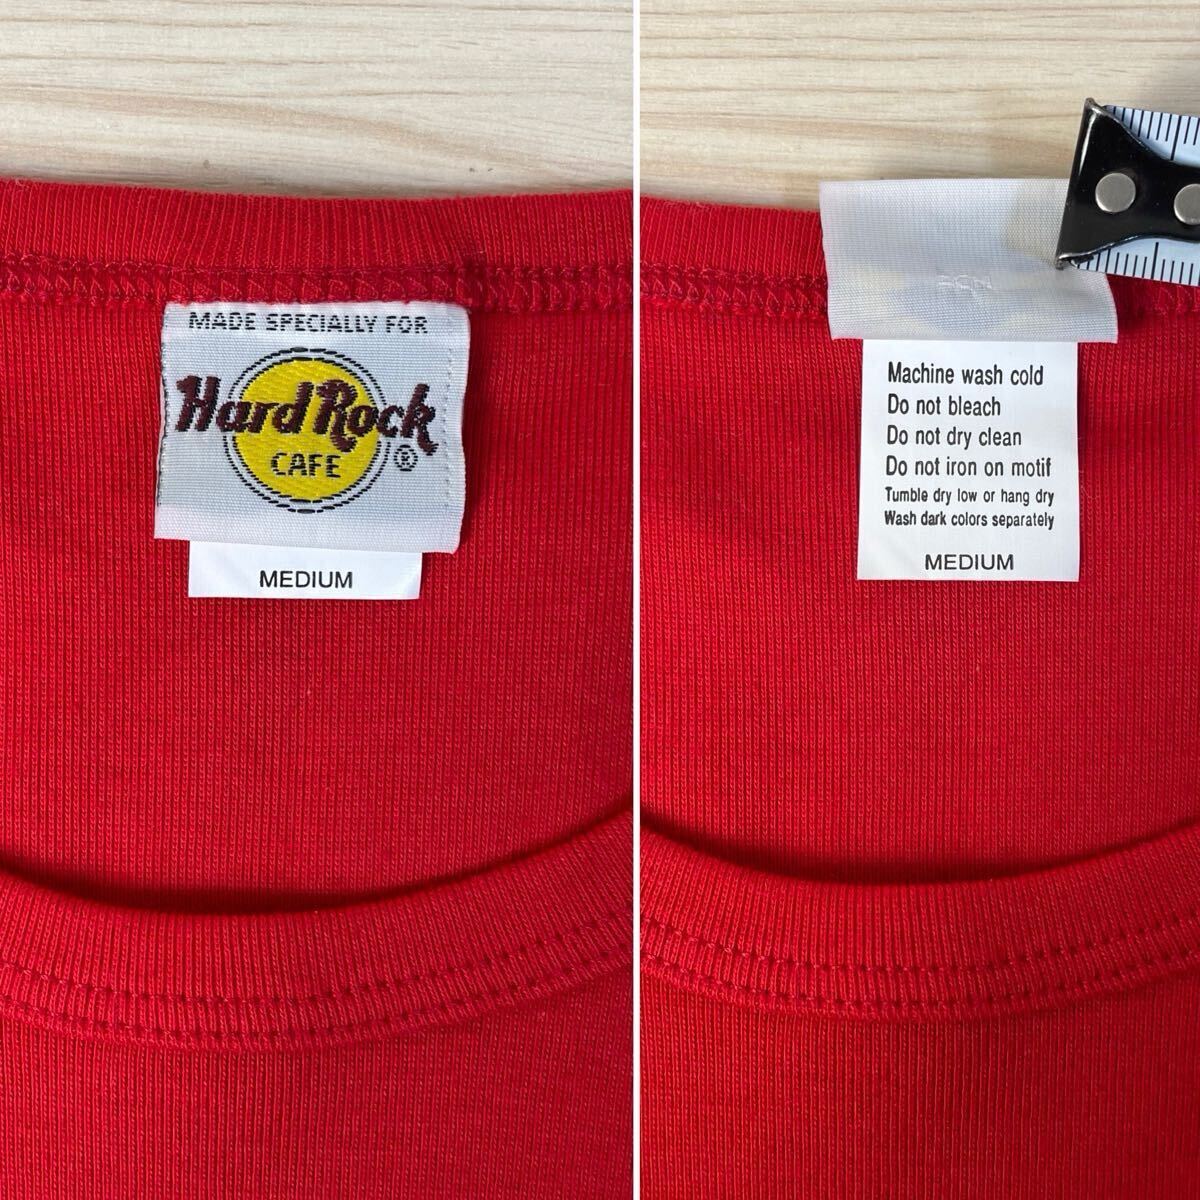 MADE SPECIALLY FOR
Hard Rock
CAFE ®
MEDIUM
Machine wash cold
Do not bleach
Do not dry clean
Do not iron on motif
Tumble dry low or hang dry
Wash dark colors separately
MEDIUM